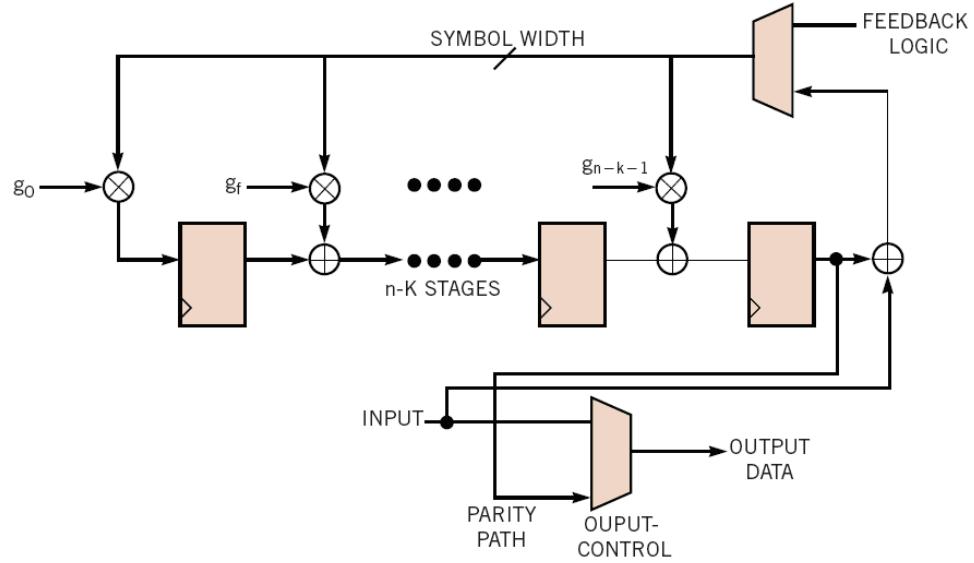 FEEDBACK
LOGIC
SYMBOL WIDTH
g0
gf
gn-k-1
n-K STAGES
INPUT
OUTPUT
DATA
PARITY
PATH
OUPUT-
CONTROL